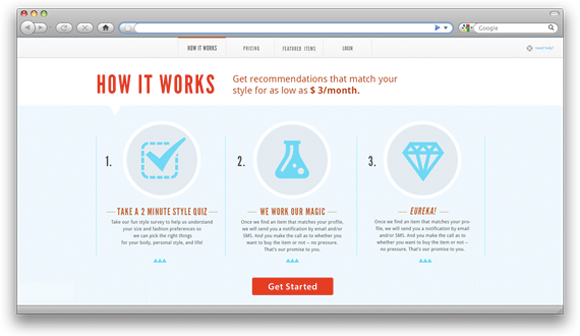 Google
HOW IT WORKS
PRICING
FEATURED ITEMS
LOGIN
need help?
HOW IT WORKS
Get recommendations that match your
style for as low as $ 3/month.
1.
2.
3.
TAKE A 2 MINUTE STYLE QUIZ
Take our fun style survey to help us understand
your size and fashion preferences so
we can pick the right things
for your body, personal style, and life!
WE WORK OUR MAGIC
Once we find an item that matches your profile,
we will send you a notification by email and/or
SMS. And you make the call as to whether you
want to buy the item or not – no pressure.
That's our promise to you.
EUREKA!
Once we find an item that matches your pro-
file, we will send you a notification by email
and/or SMS. And you make the call as to
whether you want to buy the item or not –
no pressure. That's our promise to you.
Get Started